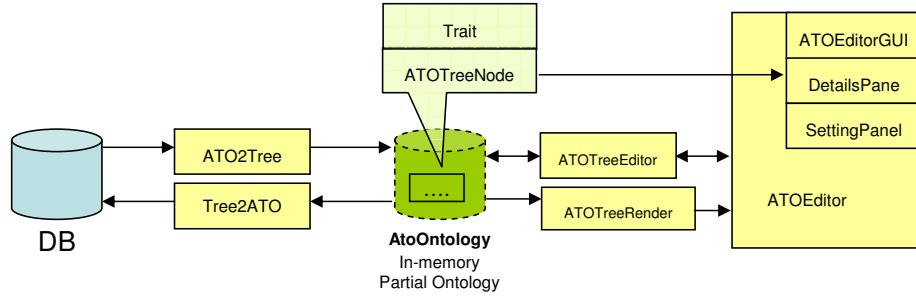 Trait
ATOTreeNode
ATOEditorGUI
DetailsPane
SettingPanel
ATOEditor
ATO2Tree
Tree2ATO
ATOTreeEditor
ATOTreeRender
....
DB
AtoOntology
In-memory
Partial Ontology